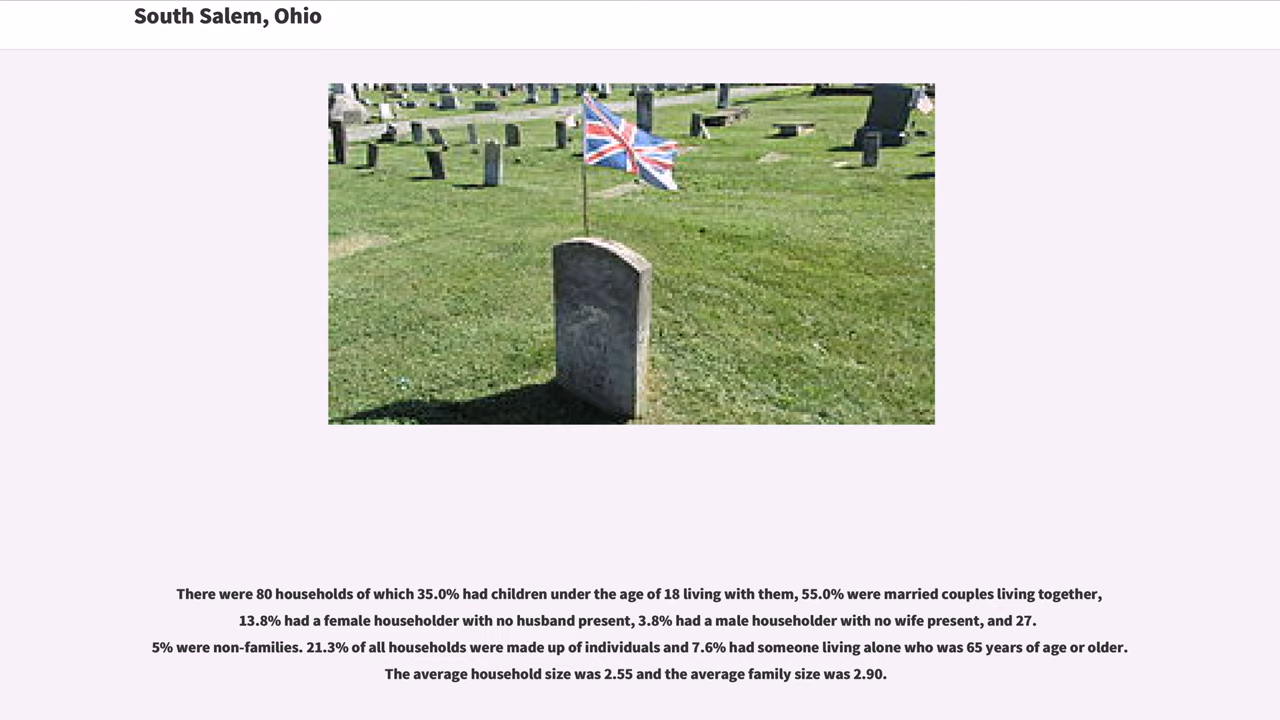 South Salem, Ohio
There were 80 households of which 35.0% had children under the age of 18 living with them, 55.0% were married couples living together,
13.8% had a female householder with no husband present, 3.8% had a male householder with no wife present, and 27.
5% were non-families. 21.3% of all households were made up of individuals and 7.6% had someone living alone who was 65 years of age or older.
The average household size was 2.55 and the average family size was 2.90.